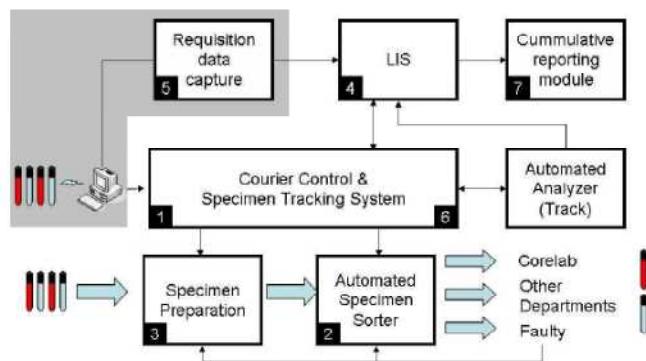 Requisition
data
capture
5
LIS
4
Cummulative
reporting
module
7
Courier Control &
Specimen Tracking System
1
6
Automated
Analyzer
(Track)
Specimen
Preparation
3
Automated
Specimen
Sorter
2
Corelab
Other
Departments
Faulty